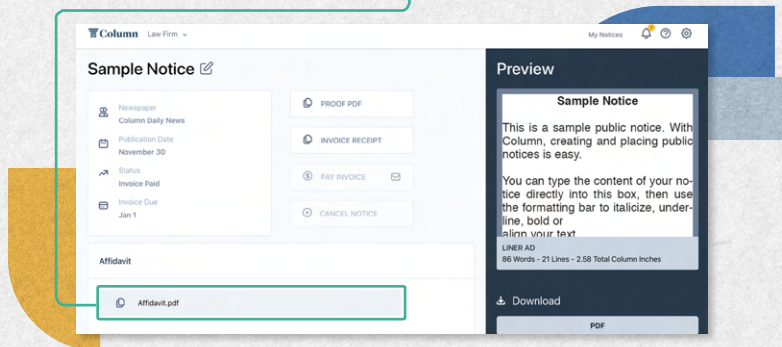 Column Law Firm
My Notices
Sample Notice
Newspaper
Column Daily News
Publication Date
November 30
Status
Invoice Paid
Invoice Due
Jan 1
PROOF PDF
INVOICE RECEIPT
PAY INVOICE
CANCEL NOTICE
Affidavit
Affidavit.pdf
Preview
Sample Notice
This is a sample public notice. With
Column, creating and placing public
notices is easy.
You can type the content of your no-
tice directly into this box, then use
the formatting bar to italicize, under-
line, bold or
align your text
LINER AD
86 Words - 21 Lines - 2.58 Total Column Inches
Download
PDF